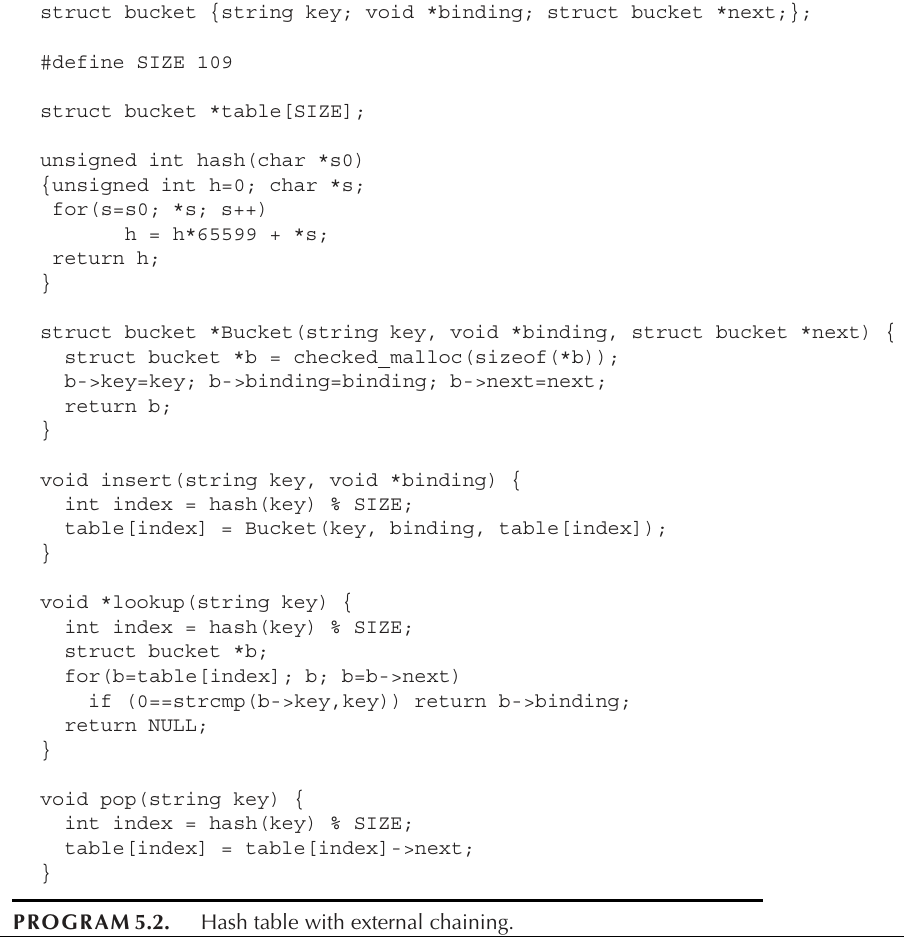 struct bucket {string key; void *binding; struct bucket *next;};
#define SIZE 109
struct bucket *table[SIZE];
unsigned int hash(char *s0)
{unsigned int h=0; char *s;
for(s=s0; *s; s++)
h = h*65599 + *s;
return h;
}
struct bucket *Bucket(string key, void *binding, struct bucket *next) {
struct bucket *b = checked_malloc(sizeof(*b));
b->key=key; b->binding=binding; b->next=next;
return b;
}
void insert(string key, void *binding) {
int index = hash(key) % SIZE;
table[index] = Bucket(key, binding, table[index]);
}
void *lookup(string key) {
int index = hash(key) % SIZE;
struct bucket *b;
for(b=table[index]; b; b=b->next)
if (0==strcmp(b->key,key)) return b->binding;
return NULL;
}
void pop(string key) {
int index = hash(key) % SIZE;
table[index] = table[index]->next;
}
PROGRAM 5.2. Hash table with external chaining.